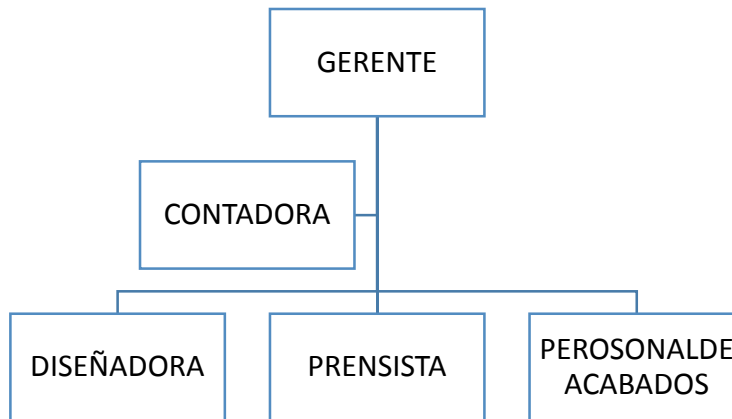 GERENTE
CONTADORA
DISEÑADORA
PRENSISTA
PEROSONALDE
ACABADOS